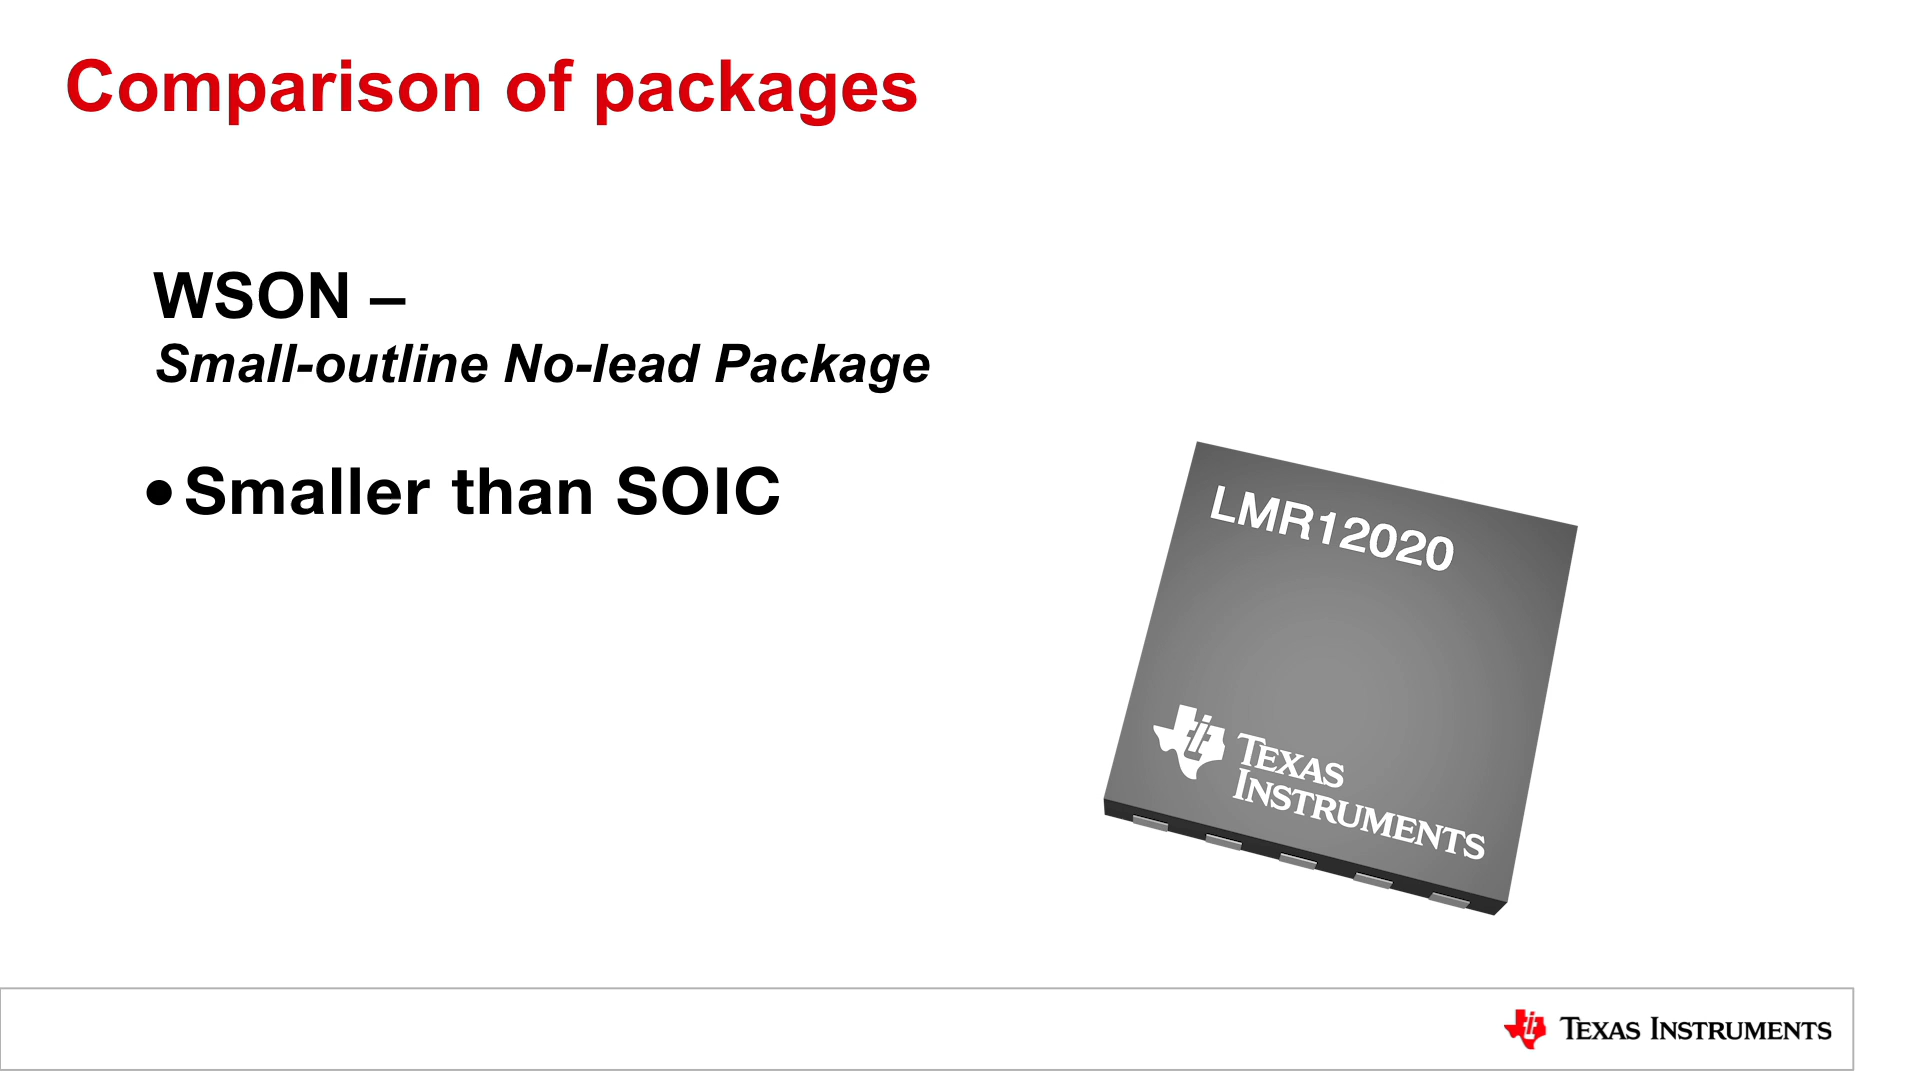 Comparison of packages
WSON –
Small-outline No-lead Package
•Smaller than SOIC
LMR12020
TEXAS
INSTRUMENTS
TEXAS INSTRUMENTS